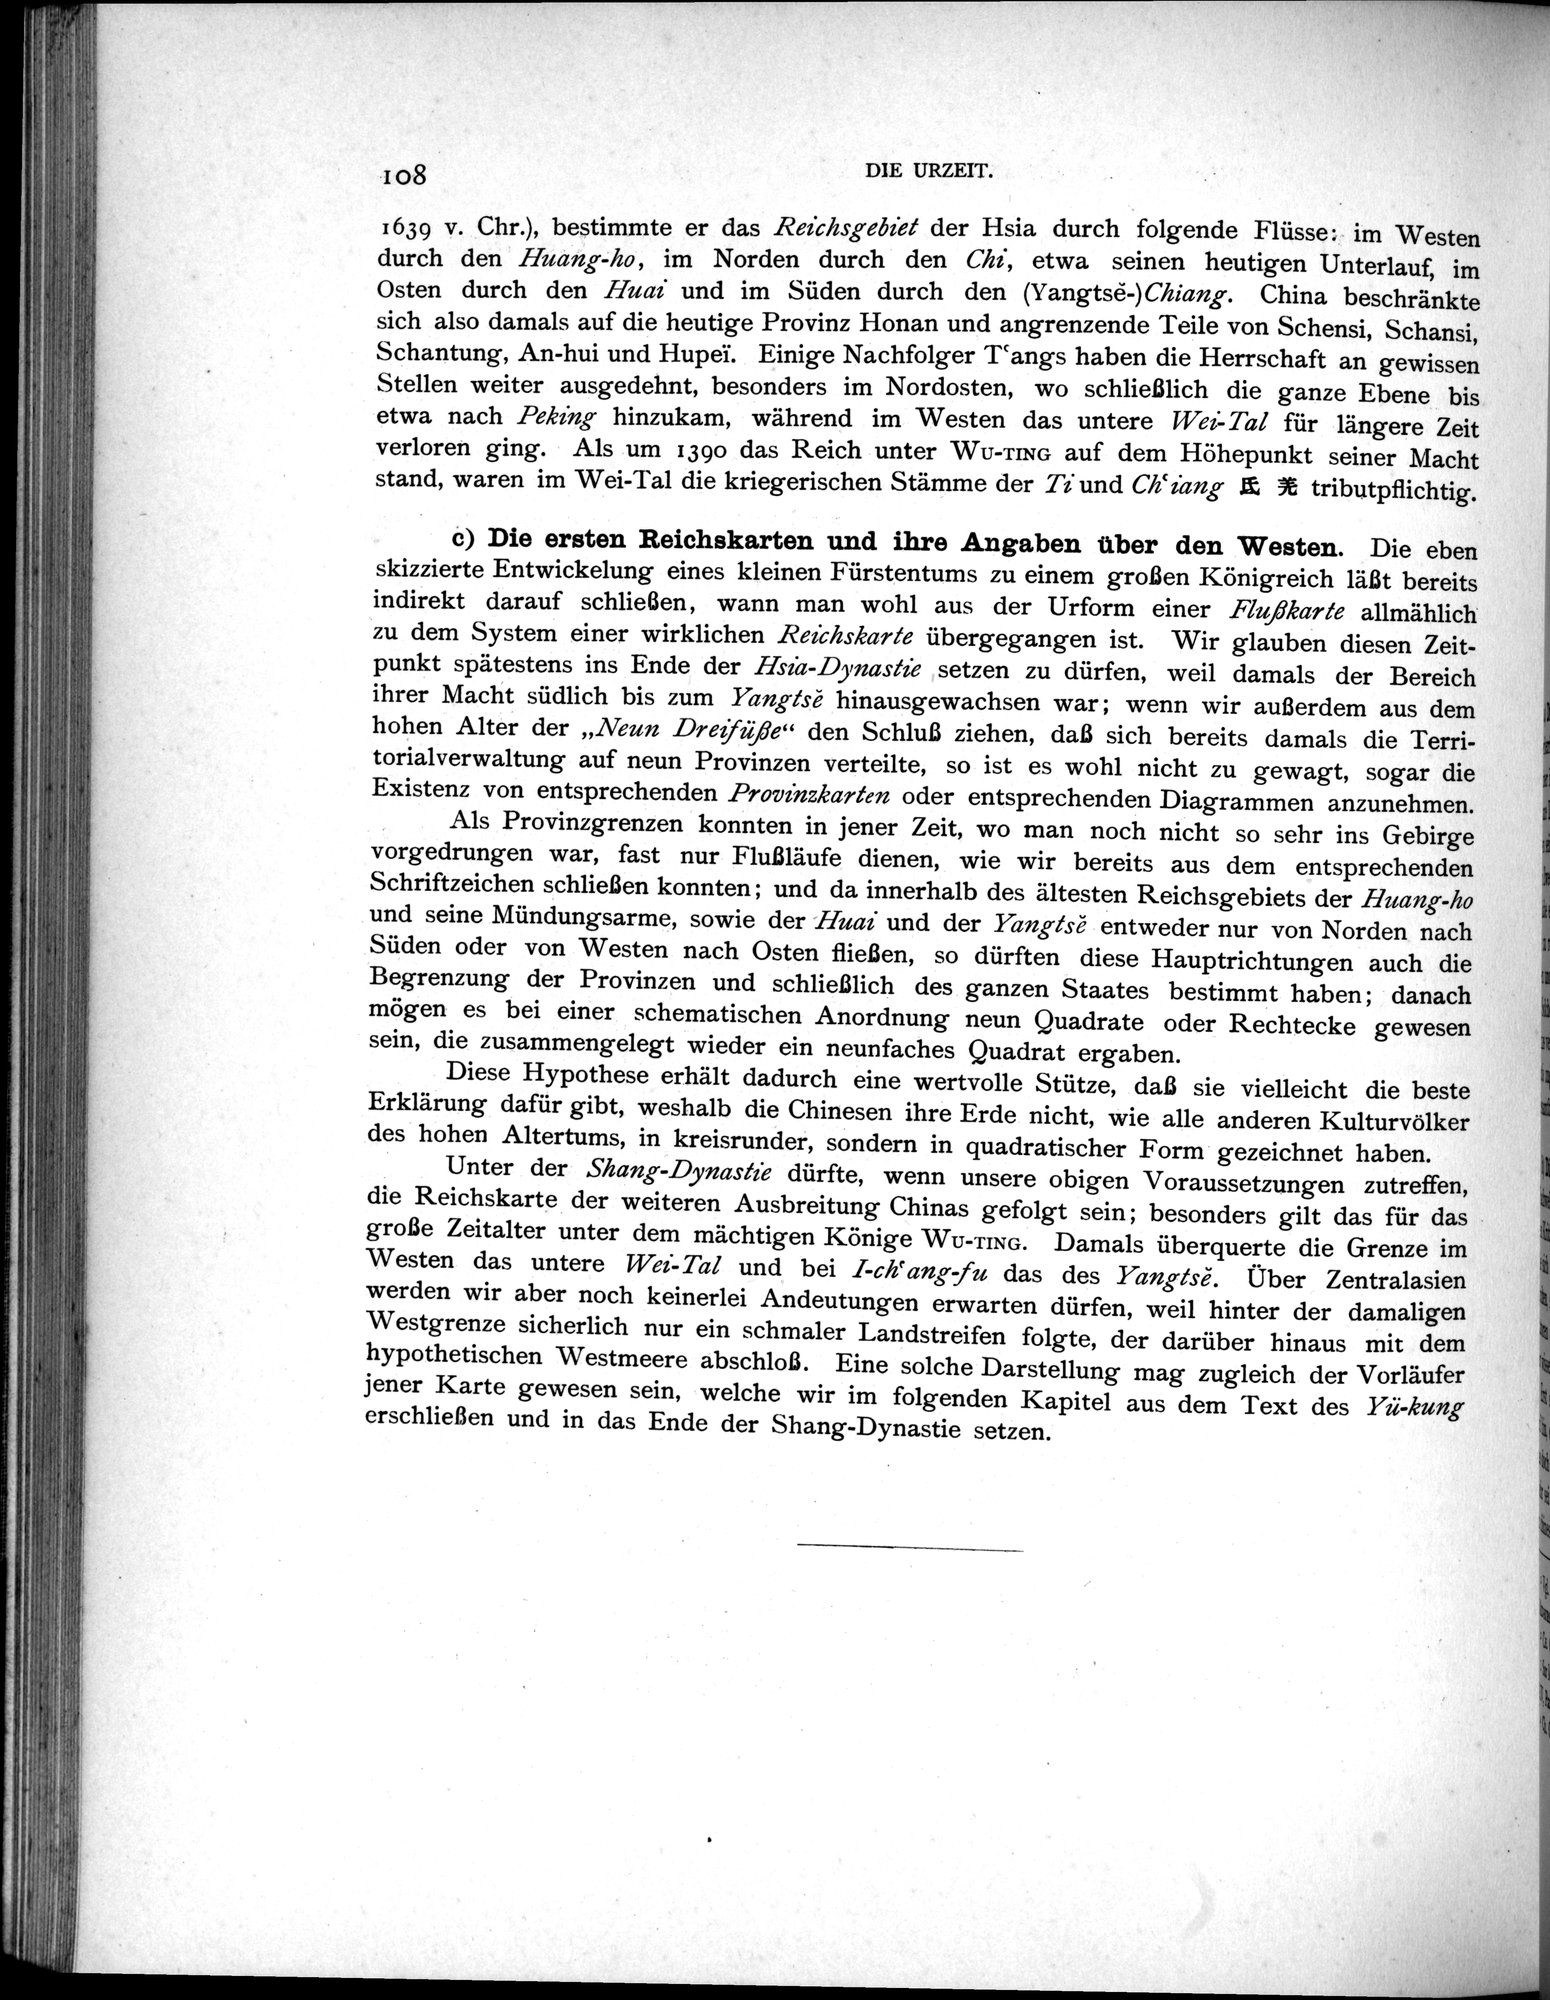 108
DIE URZEIT.
1639 v. Chr.), bestimmte er das Reichsgebiet der Hsia durch folgende Flüsse: im Westen
durch den Huang-ho, im Norden durch den Chi, etwa seinen heutigen Unterlauf, im
Osten durch den Huai und im Süden durch den (Yangtsĕ-)Chiang. China beschränkte
sich also damals auf die heutige Provinz Honan und angrenzende Teile von Schensi, Schansi,
Schantung, An-hui und Hupeï. Einige Nachfolger Tʿangs haben die Herrschaft an gewissen
Stellen weiter ausgedehnt, besonders im Nordosten, wo schließlich die ganze Ebene bis
etwa nach Peking hinzukam, während im Westen das untere Wei-Tal für längere Zeit
verloren ging. Als um 1390 das Reich unter WU-TING auf dem Höhepunkt seiner Macht
stand, waren im Wei-Tal die kriegerischen Stämme der Ti und Chʿiang 氐 羌 tributpflichtig.
c) Die ersten Reichskarten und ihre Angaben über den Westen. Die eben
skizzierte Entwickelung eines kleinen Fürstentums zu einem großen Königreich läßt bereits
indirekt darauf schließen, wann man wohl aus der Urform einer Flußkarte allmählich
zu dem System einer wirklichen Reichskarte übergegangen ist. Wir glauben diesen Zeit-
punkt spätestens ins Ende der Hsia-Dynastie setzen zu dürfen, weil damals der Bereich
ihrer Macht südlich bis zum Yangtsĕ hinausgewachsen war; wenn wir außerdem aus dem
hohen Alter der „Neun Dreifüße“ den Schluß ziehen, daß sich bereits damals die Terri-
torialverwaltung auf neun Provinzen verteilte, so ist es wohl nicht zu gewagt, sogar die
Existenz von entsprechenden Provinzkarten oder entsprechenden Diagrammen anzunehmen.
Als Provinzgrenzen konnten in jener Zeit, wo man noch nicht so sehr ins Gebirge
vorgedrungen war, fast nur Flußläufe dienen, wie wir bereits aus dem entsprechenden
Schriftzeichen schließen konnten; und da innerhalb des ältesten Reichsgebiets der Huang-ho
und seine Mündungsarme, sowie der Huai und der Yangtsĕ entweder nur von Norden nach
Süden oder von Westen nach Osten fließen, so dürften diese Hauptrichtungen auch die
Begrenzung der Provinzen und schließlich des ganzen Staates bestimmt haben; danach
mögen es bei einer schematischen Anordnung neun Quadrate oder Rechtecke gewesen
sein, die zusammengelegt wieder ein neunfaches Quadrat ergaben.
Diese Hypothese erhält dadurch eine wertvolle Stütze, daß sie vielleicht die beste
Erklärung dafür gibt, weshalb die Chinesen ihre Erde nicht, wie alle anderen Kulturvölker
des hohen Altertums, in kreisrunder, sondern in quadratischer Form gezeichnet haben.
Unter der Shang-Dynastie dürfte, wenn unsere obigen Voraussetzungen zutreffen,
die Reichskarte der weiteren Ausbreitung Chinas gefolgt sein; besonders gilt das für das
große Zeitalter unter dem mächtigen Könige WU-TING. Damals überquerte die Grenze im
Westen das untere Wei-Tal und bei I-chʿang-fu das des Yangtsĕ. Über Zentralasien
werden wir aber noch keinerlei Andeutungen erwarten dürfen, weil hinter der damaligen
Westgrenze sicherlich nur ein schmaler Landstreifen folgte, der darüber hinaus mit dem
hypothetischen Westmeere abschloß. Eine solche Darstellung mag zugleich der Vorläufer
jener Karte gewesen sein, welche wir im folgenden Kapitel aus dem Text des Yü-kung
erschließen und in das Ende der Shang-Dynastie setzen.